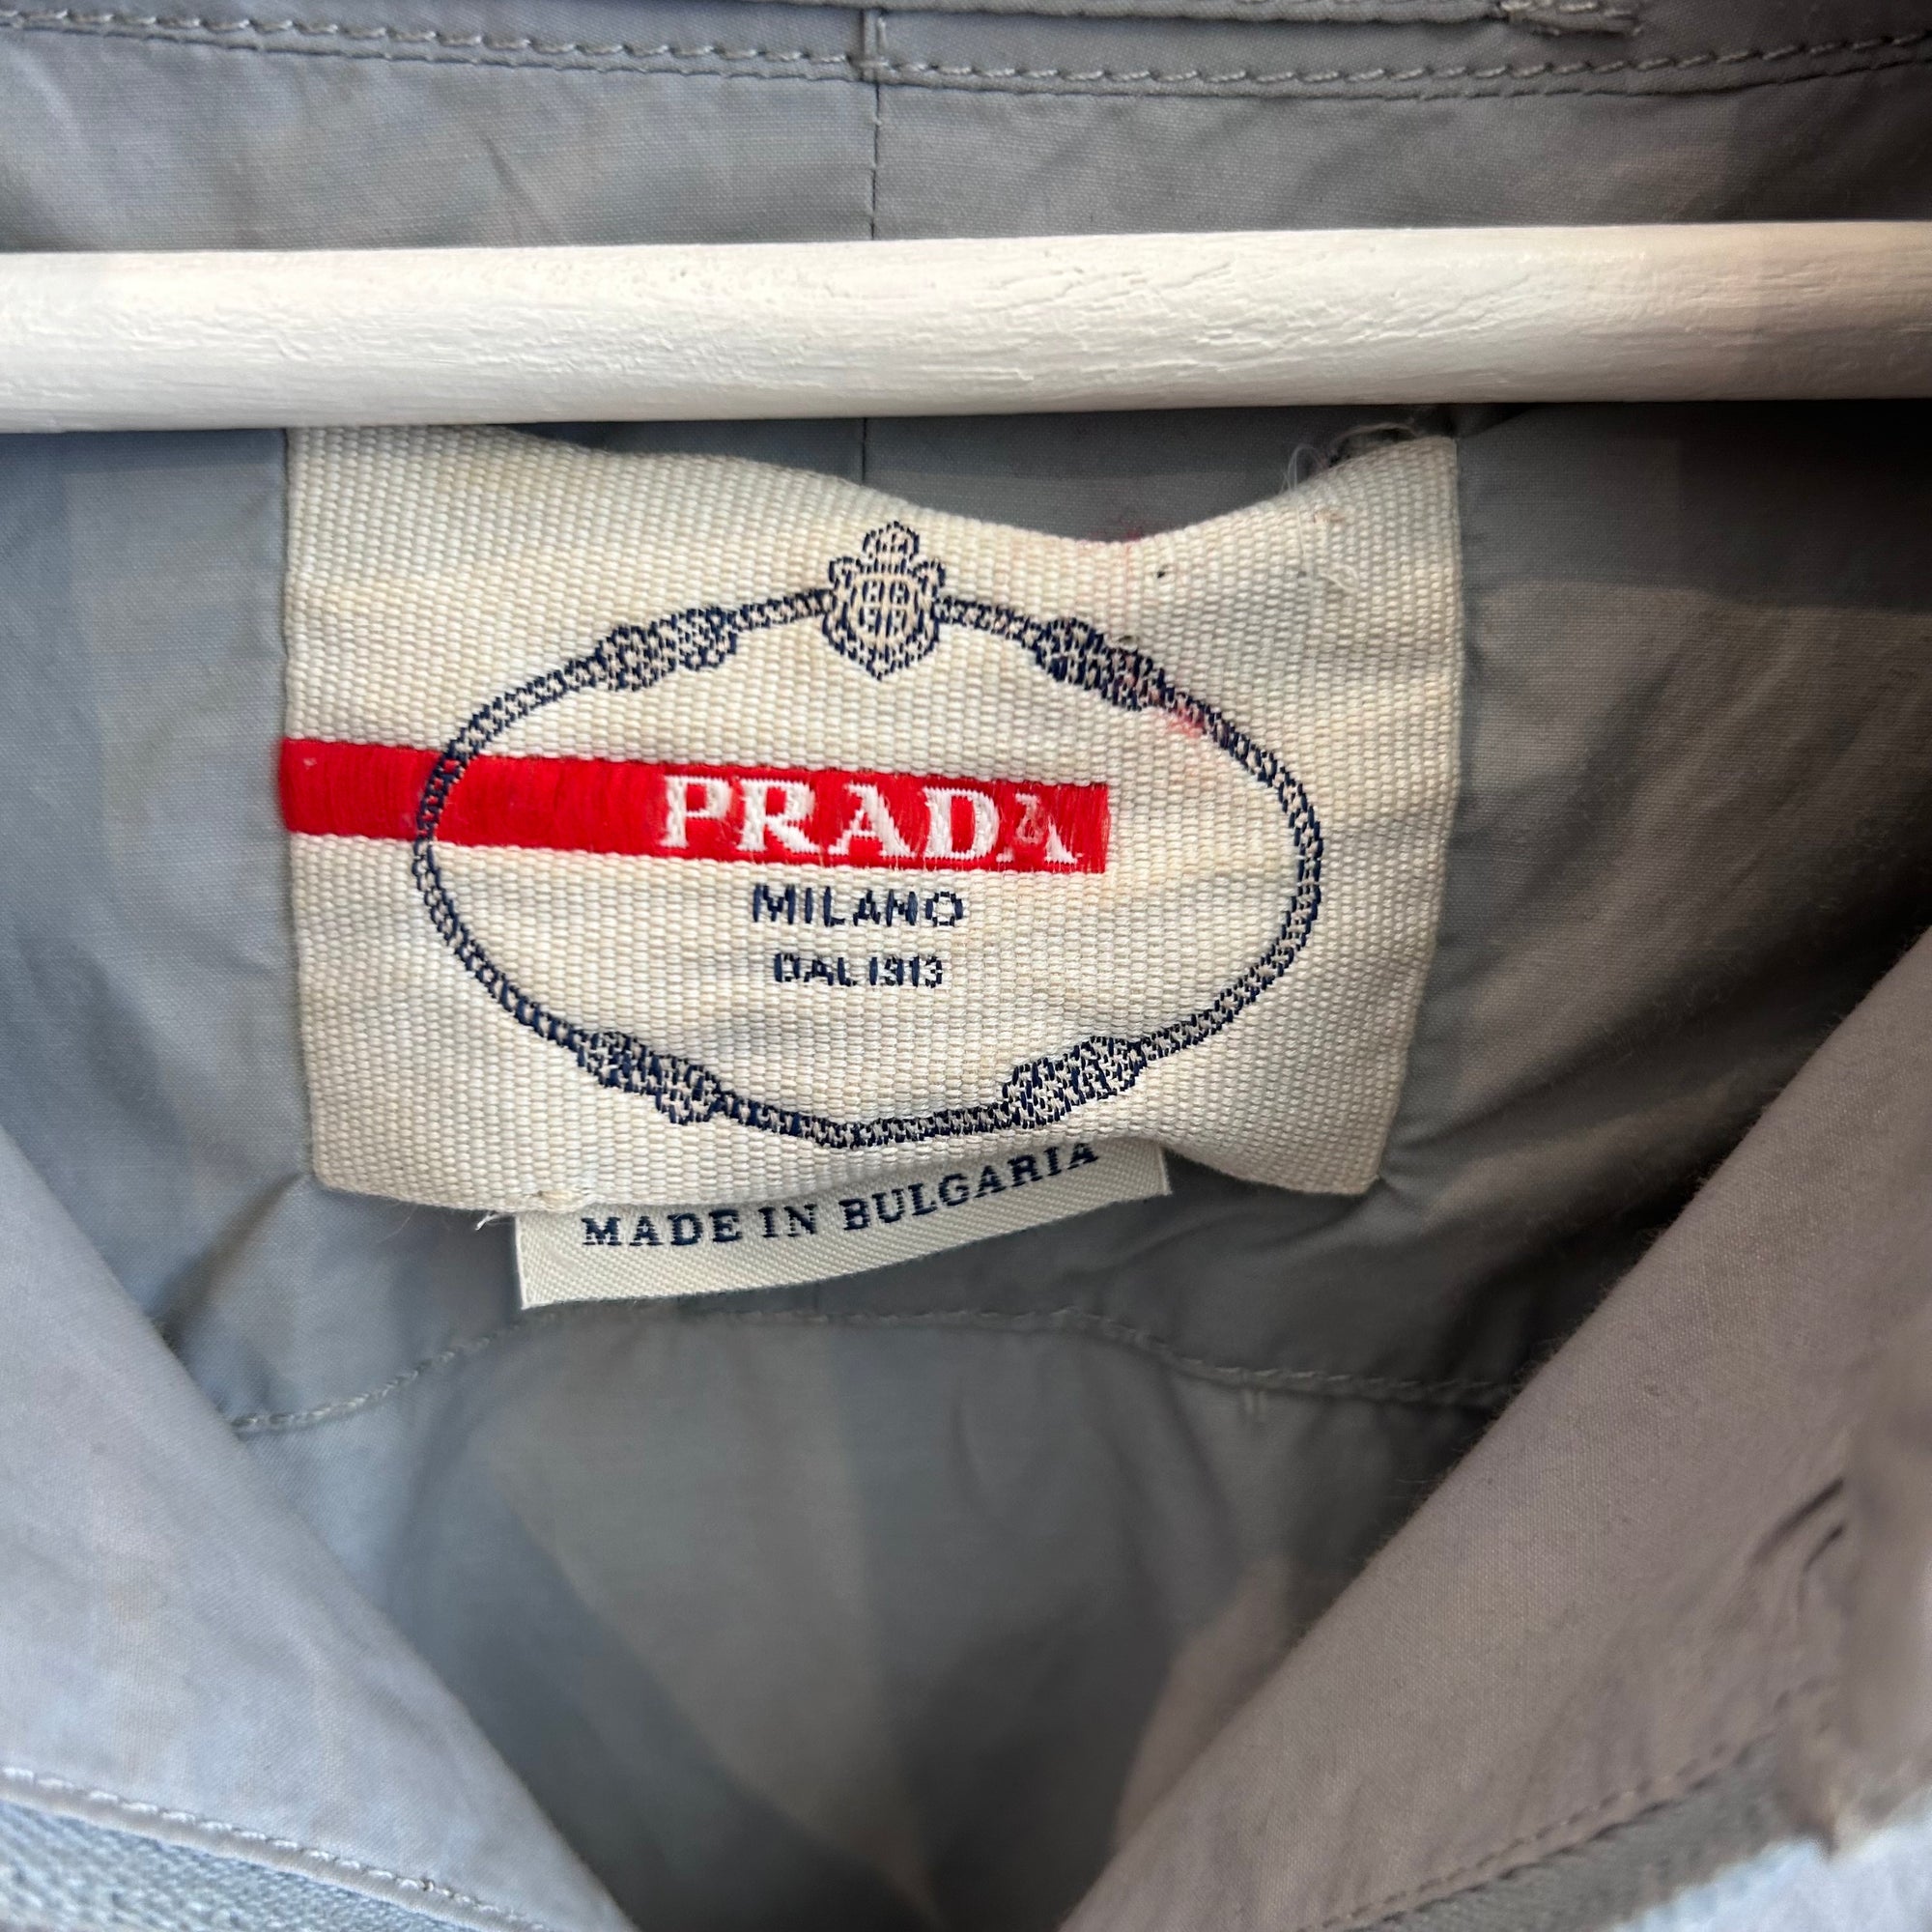 PRADA
MILANO
DAL 1913
MADE IN BULGARIA